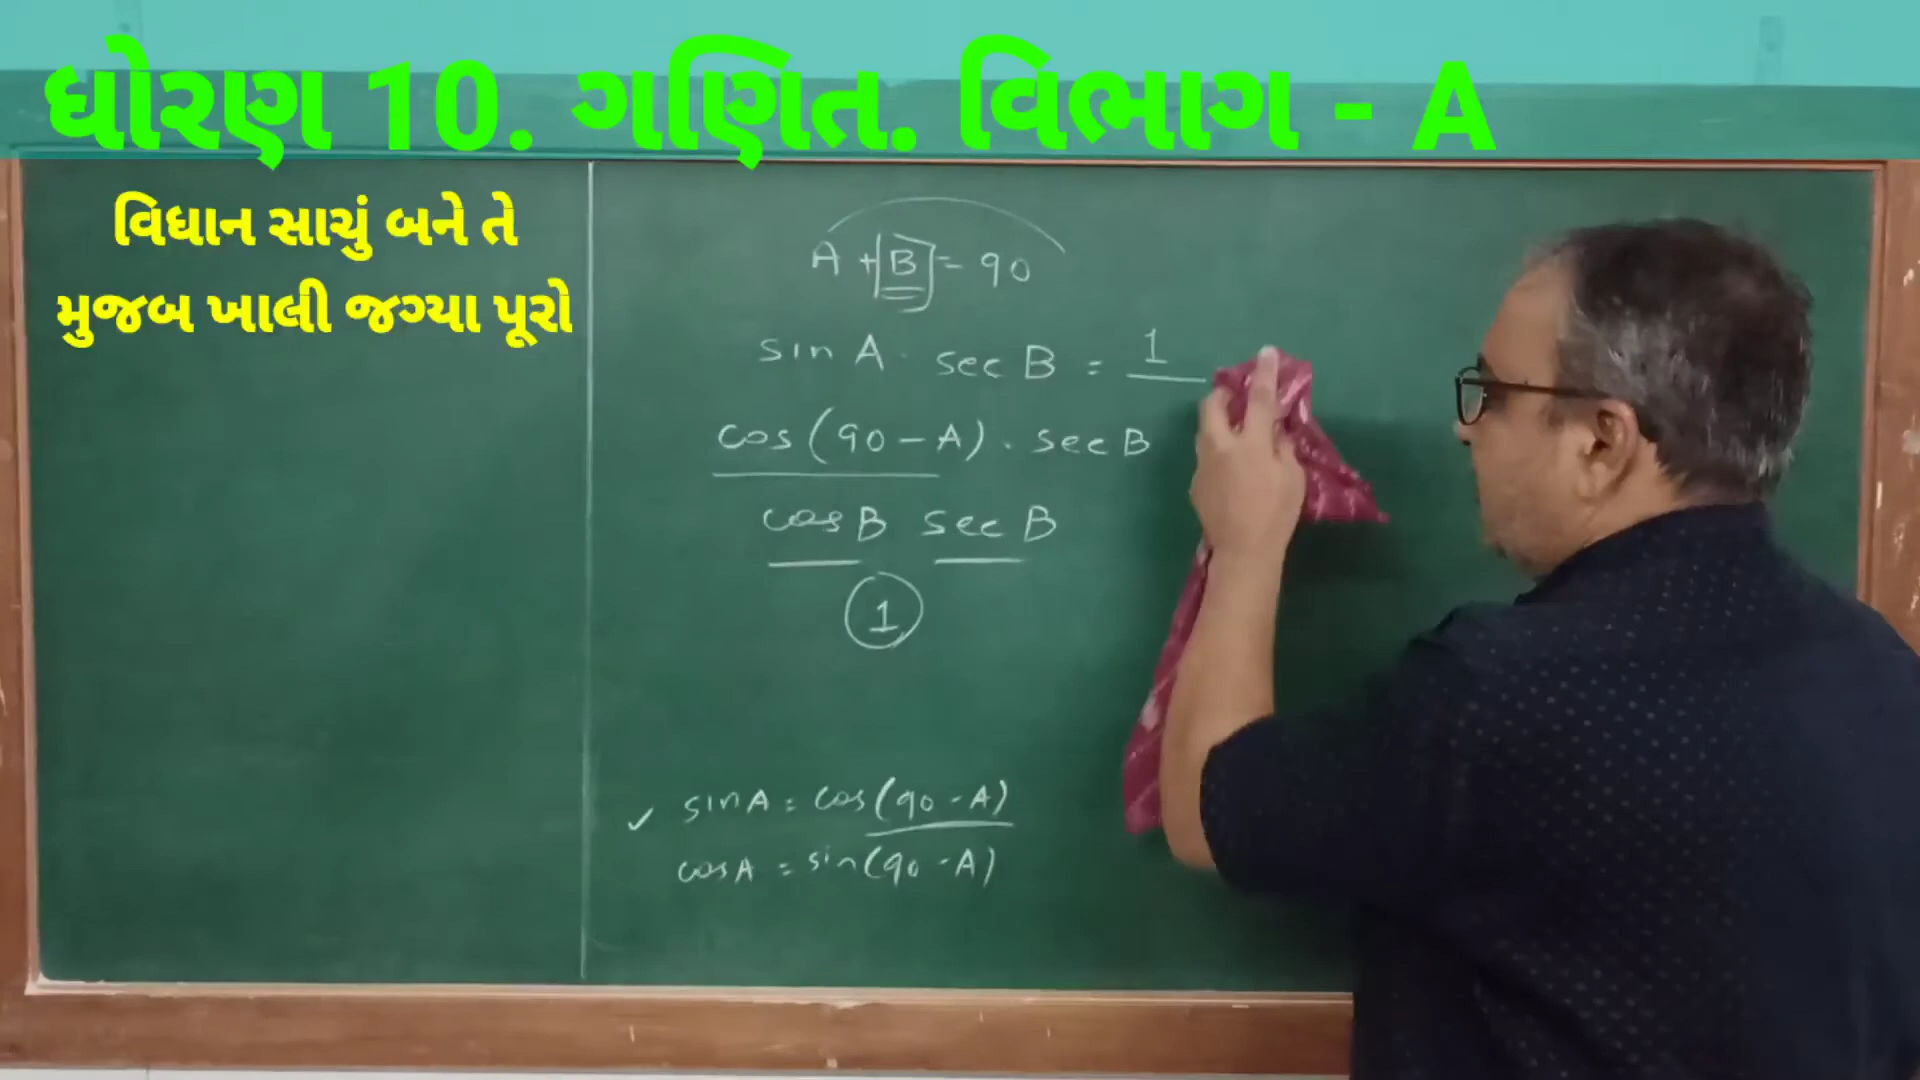 ધોરણ 10. ગણિત. વિભાગ - A
વિધાન સાચું બને તે
મુજબ ખાલી જગ્યા પૂરો
A + B = 90
sin A . sec B = 1
cos (90 - A) . sec B
cos B sec B
1
✓ sin A = cos (90 - A)
cos A = sin (90 - A)